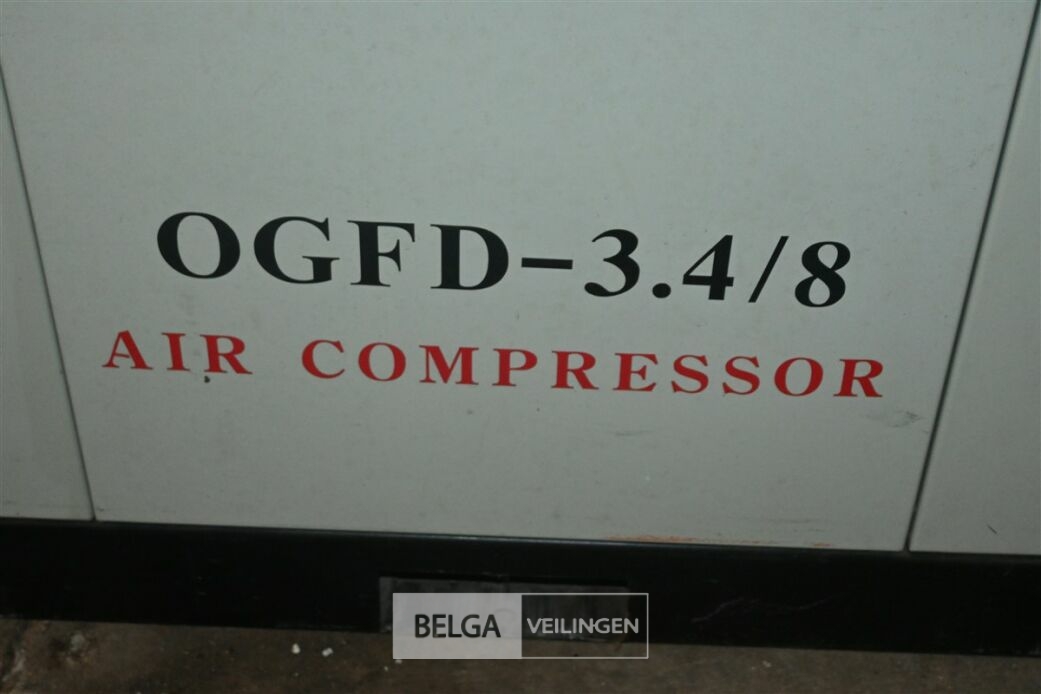 OGFD-3.4/8
AIR COMPRESSOR
BELGA VEILINGEN